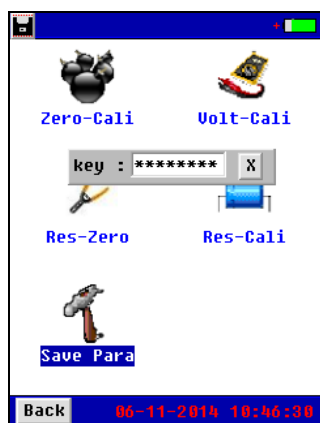 +
Zero-Cali Volt-Cali
key : ******** X
Res-Zero Res-Cali
Save Para
Back 06-11-2014 10:46:30